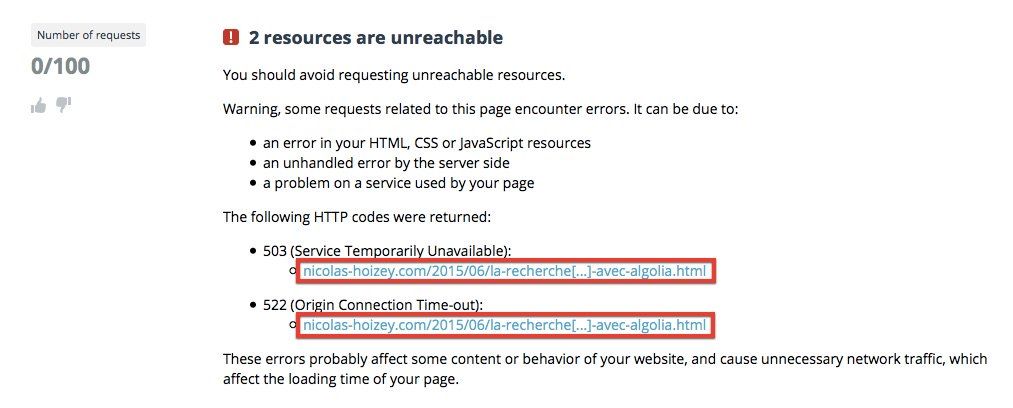 Number of requests
0/100
2 resources are unreachable
You should avoid requesting unreachable resources.
Warning, some requests related to this page encounter errors. It can be due to:
an error in your HTML, CSS or JavaScript resources
an unhandled error by the server side
a problem on a service used by your page
The following HTTP codes were returned:
503 (Service Temporarily Unavailable):
nicolas-hoizey.com/2015/06/la-recherche[...]-avec-algolia.html
522 (Origin Connection Time-out):
nicolas-hoizey.com/2015/06/la-recherche[...]-avec-algolia.html
These errors probably affect some content or behavior of your website, and cause unnecessary network traffic, which
affect the loading time of your page.